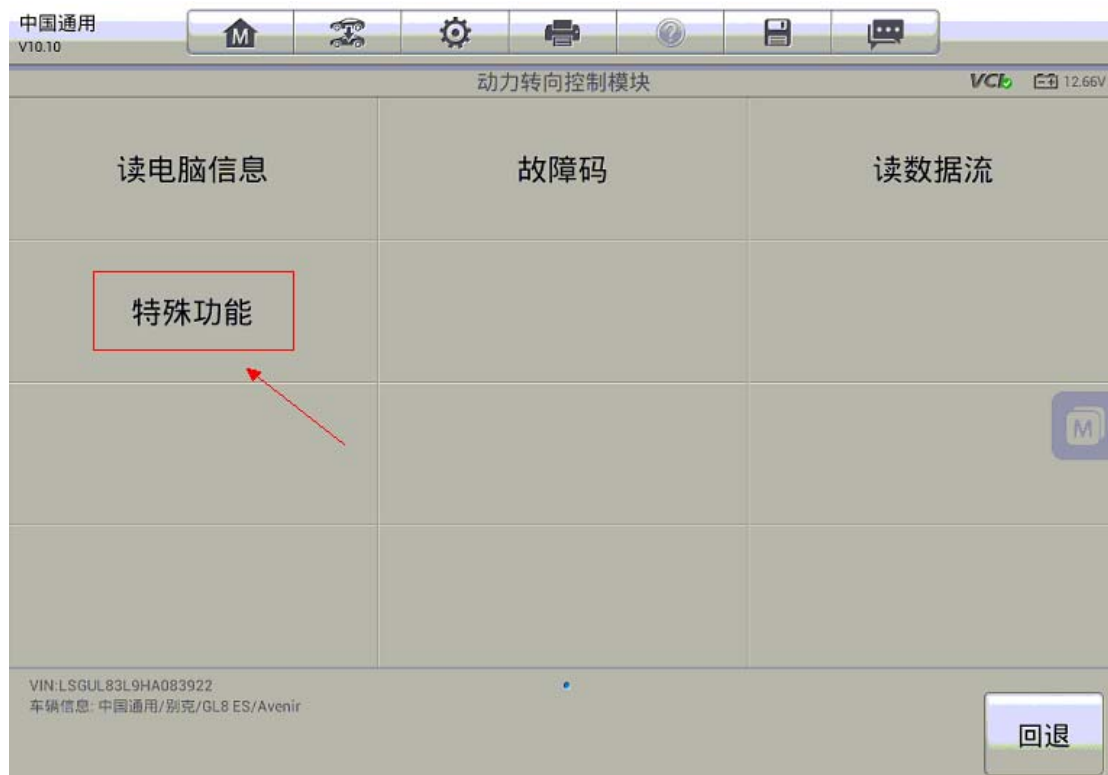 中国通用
V10.10
M
动力转向控制模块
VCI
12.66V
读电脑信息
故障码
读数据流
特殊功能
M
VIN:LSGUL83L9HA083922
车辆信息: 中国通用/别克/GL8 ES/Avenir
回退